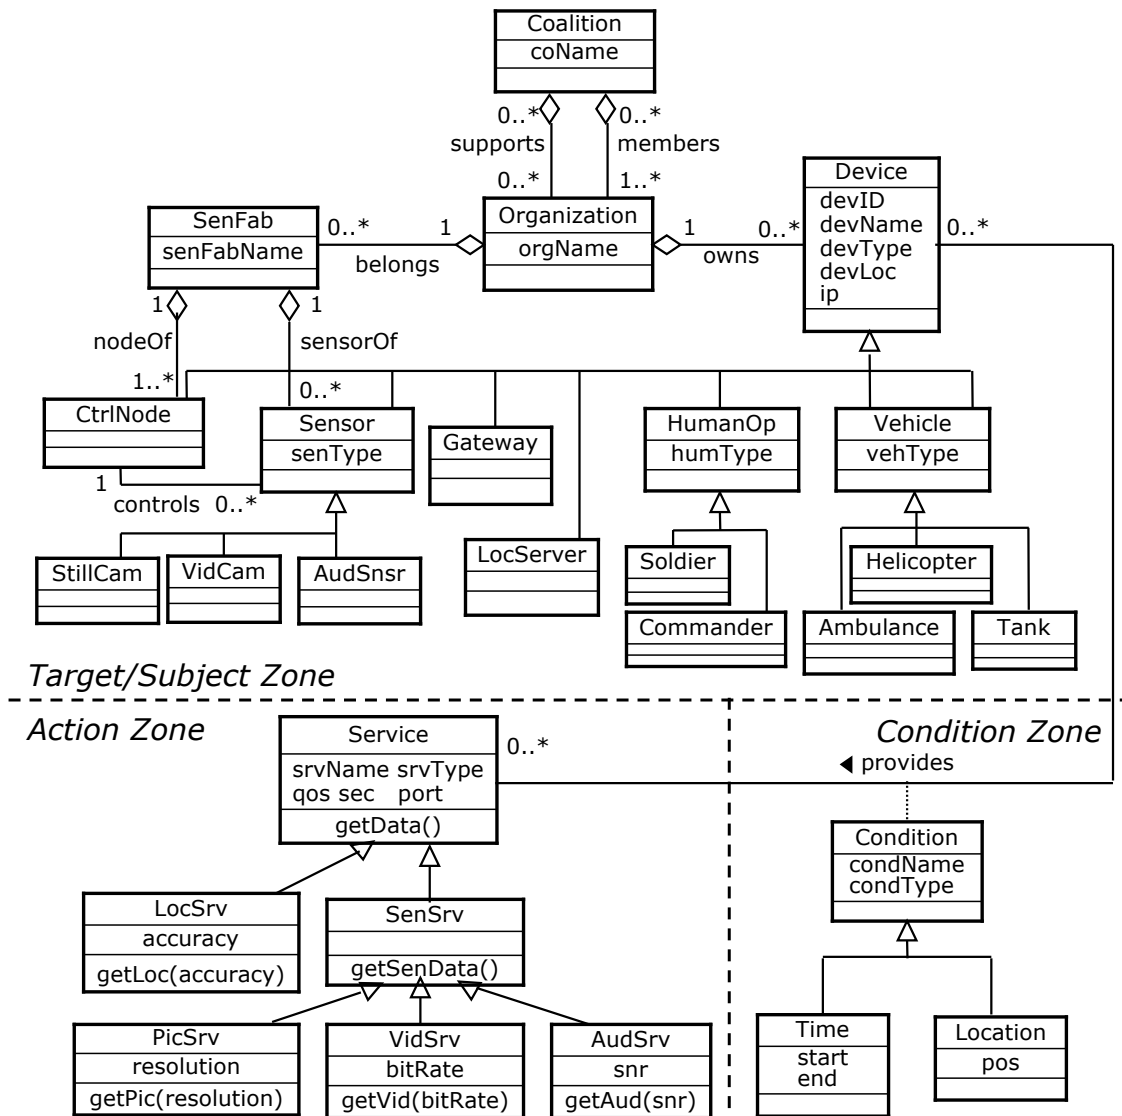 Coalition
coName
0..*
0..*
supports
members
0..*
1..*
Device
devID
devName
devType
devLoc
ip
SenFab
senFabName
0..*
belongs
1
Organization
orgName
1
owns
0..*
0..*
1
1
nodeOf
sensorOf
1..*
0..*
CtrlNode
Sensor
senType
Gateway
HumanOp
humType
Vehicle
vehType
1
controls
0..*
StillCam
VidCam
AudSnsr
LocServer
Soldier
Commander
Helicopter
Ambulance
Tank
Target/Subject Zone
Action Zone
Service
srvName srvType
qos sec port
getData()
0..*
Condition Zone
◀ provides
Condition
condName
condType
LocSrv
accuracy
getLoc(accuracy)
SenSrv
getSenData()
PicSrv
resolution
getPic(resolution)
VidSrv
bitRate
getVid(bitRate)
AudSrv
snr
getAud(snr)
Time
start
end
Location
pos